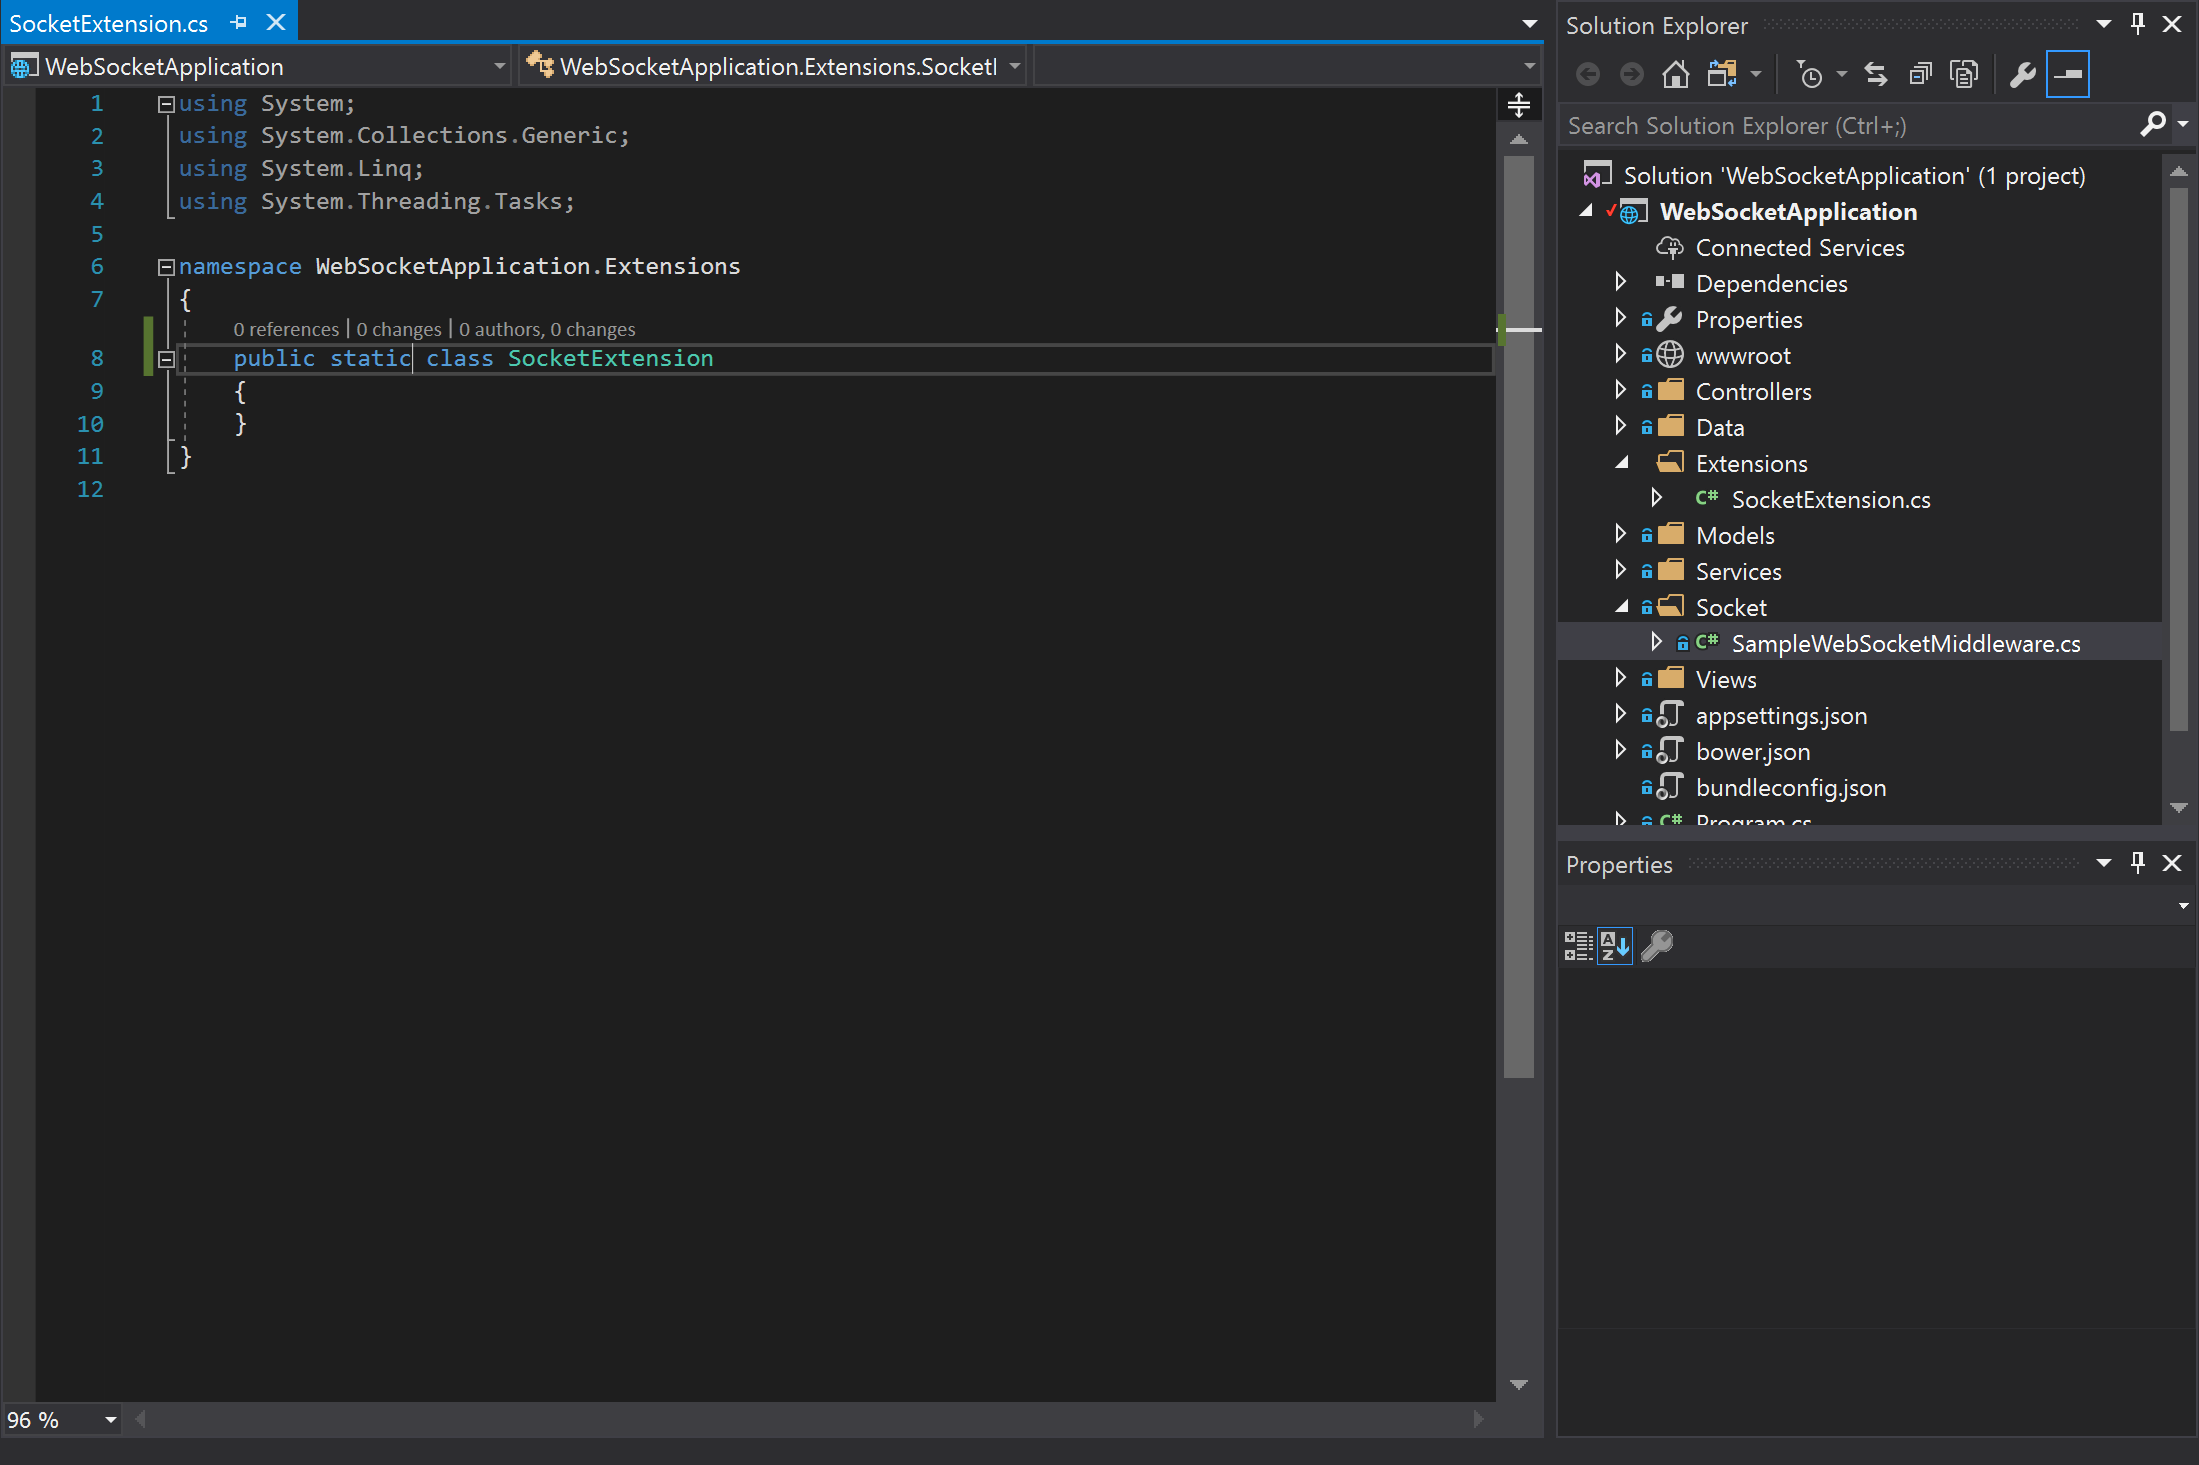 SocketExtension.cs
WebSocketApplication
WebSocketApplication.Extensions.Socket
1 using System;
2 using System.Collections.Generic;
3 using System.Linq;
4 using System.Threading.Tasks;
5
6 namespace WebSocketApplication.Extensions
7 {
0 references | 0 changes | 0 authors, 0 changes
8 public static class SocketExtension
9 {
10 }
11 }
12
96 %
Solution Explorer
Search Solution Explorer (Ctrl+;)
Solution 'WebSocketApplication' (1 project)
WebSocketApplication
Connected Services
Dependencies
Properties
wwwroot
Controllers
Data
Extensions
C# SocketExtension.cs
Models
Services
Socket
C# SampleWebSocketMiddleware.cs
Views
appsettings.json
bower.json
bundleconfig.json
C# Program.cs
Properties